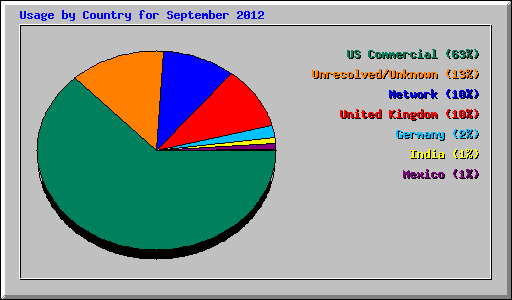 Usage by Country for September 2012
US Commercial (63%)
Unresolved/Unknown (13%)
Network (10%)
United Kingdom (10%)
Germany (2%)
India (1%)
Mexico (1%)